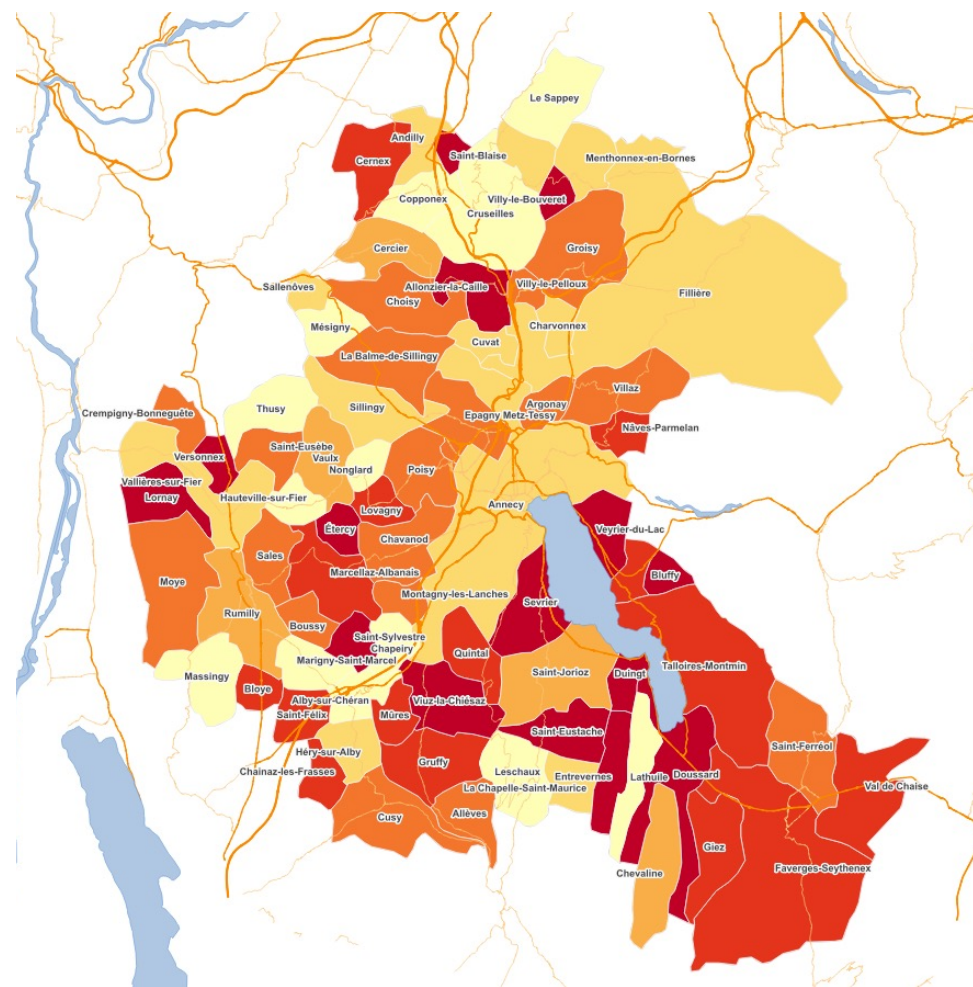 Le Sappey
Andilly
Saint-Blaise
Cernex
Menthonnex-en-Bornes
Copponex
Villy-le-Bouveret
Cruseilles
Cercier
Groisy
Sallenôves
Allonzier-la-Caille
Villy-le-Pelloux
Choisy
Fillière
Mésigny
Charvonnex
Cuvat
La Balme-de-Sillingy
Villaz
Crempigny-Bonneguête
Thusy
Sillingy
Argonay
Epagny Metz-Tessy
Nâves-Parmelan
Saint-Eusèbe
Versonnex
Vaulx
Nonglard
Poisy
Vallières-sur-Fier
Lornay
Hauteville-sur-Fier
Lovagny
Annecy
Étercy
Veyrier-du-Lac
Chavanod
Sales
Marcellaz-Albanais
Bluffy
Moye
Montagny-les-Lanches
Sevrier
Rumilly
Boussy
Saint-Sylvestre
Chapeiry
Quintal
Marigny-Saint-Marcel
Talloires-Montmin
Massingy
Saint-Jorioz
Duingt
Bloye
Alby-sur-Chéran
Viuz-la-Chiésaz
Saint-Félix
Mûres
Saint-Eustache
Saint-Ferréol
Héry-sur-Alby
Gruffy
Chainaz-les-Frasses
Leschaux
Entrevernes
Lathuile
Doussard
La Chapelle-Saint-Maurice
Val de Chaise
Allèves
Cusy
Giez
Chevaline
Faverges-Seythenex